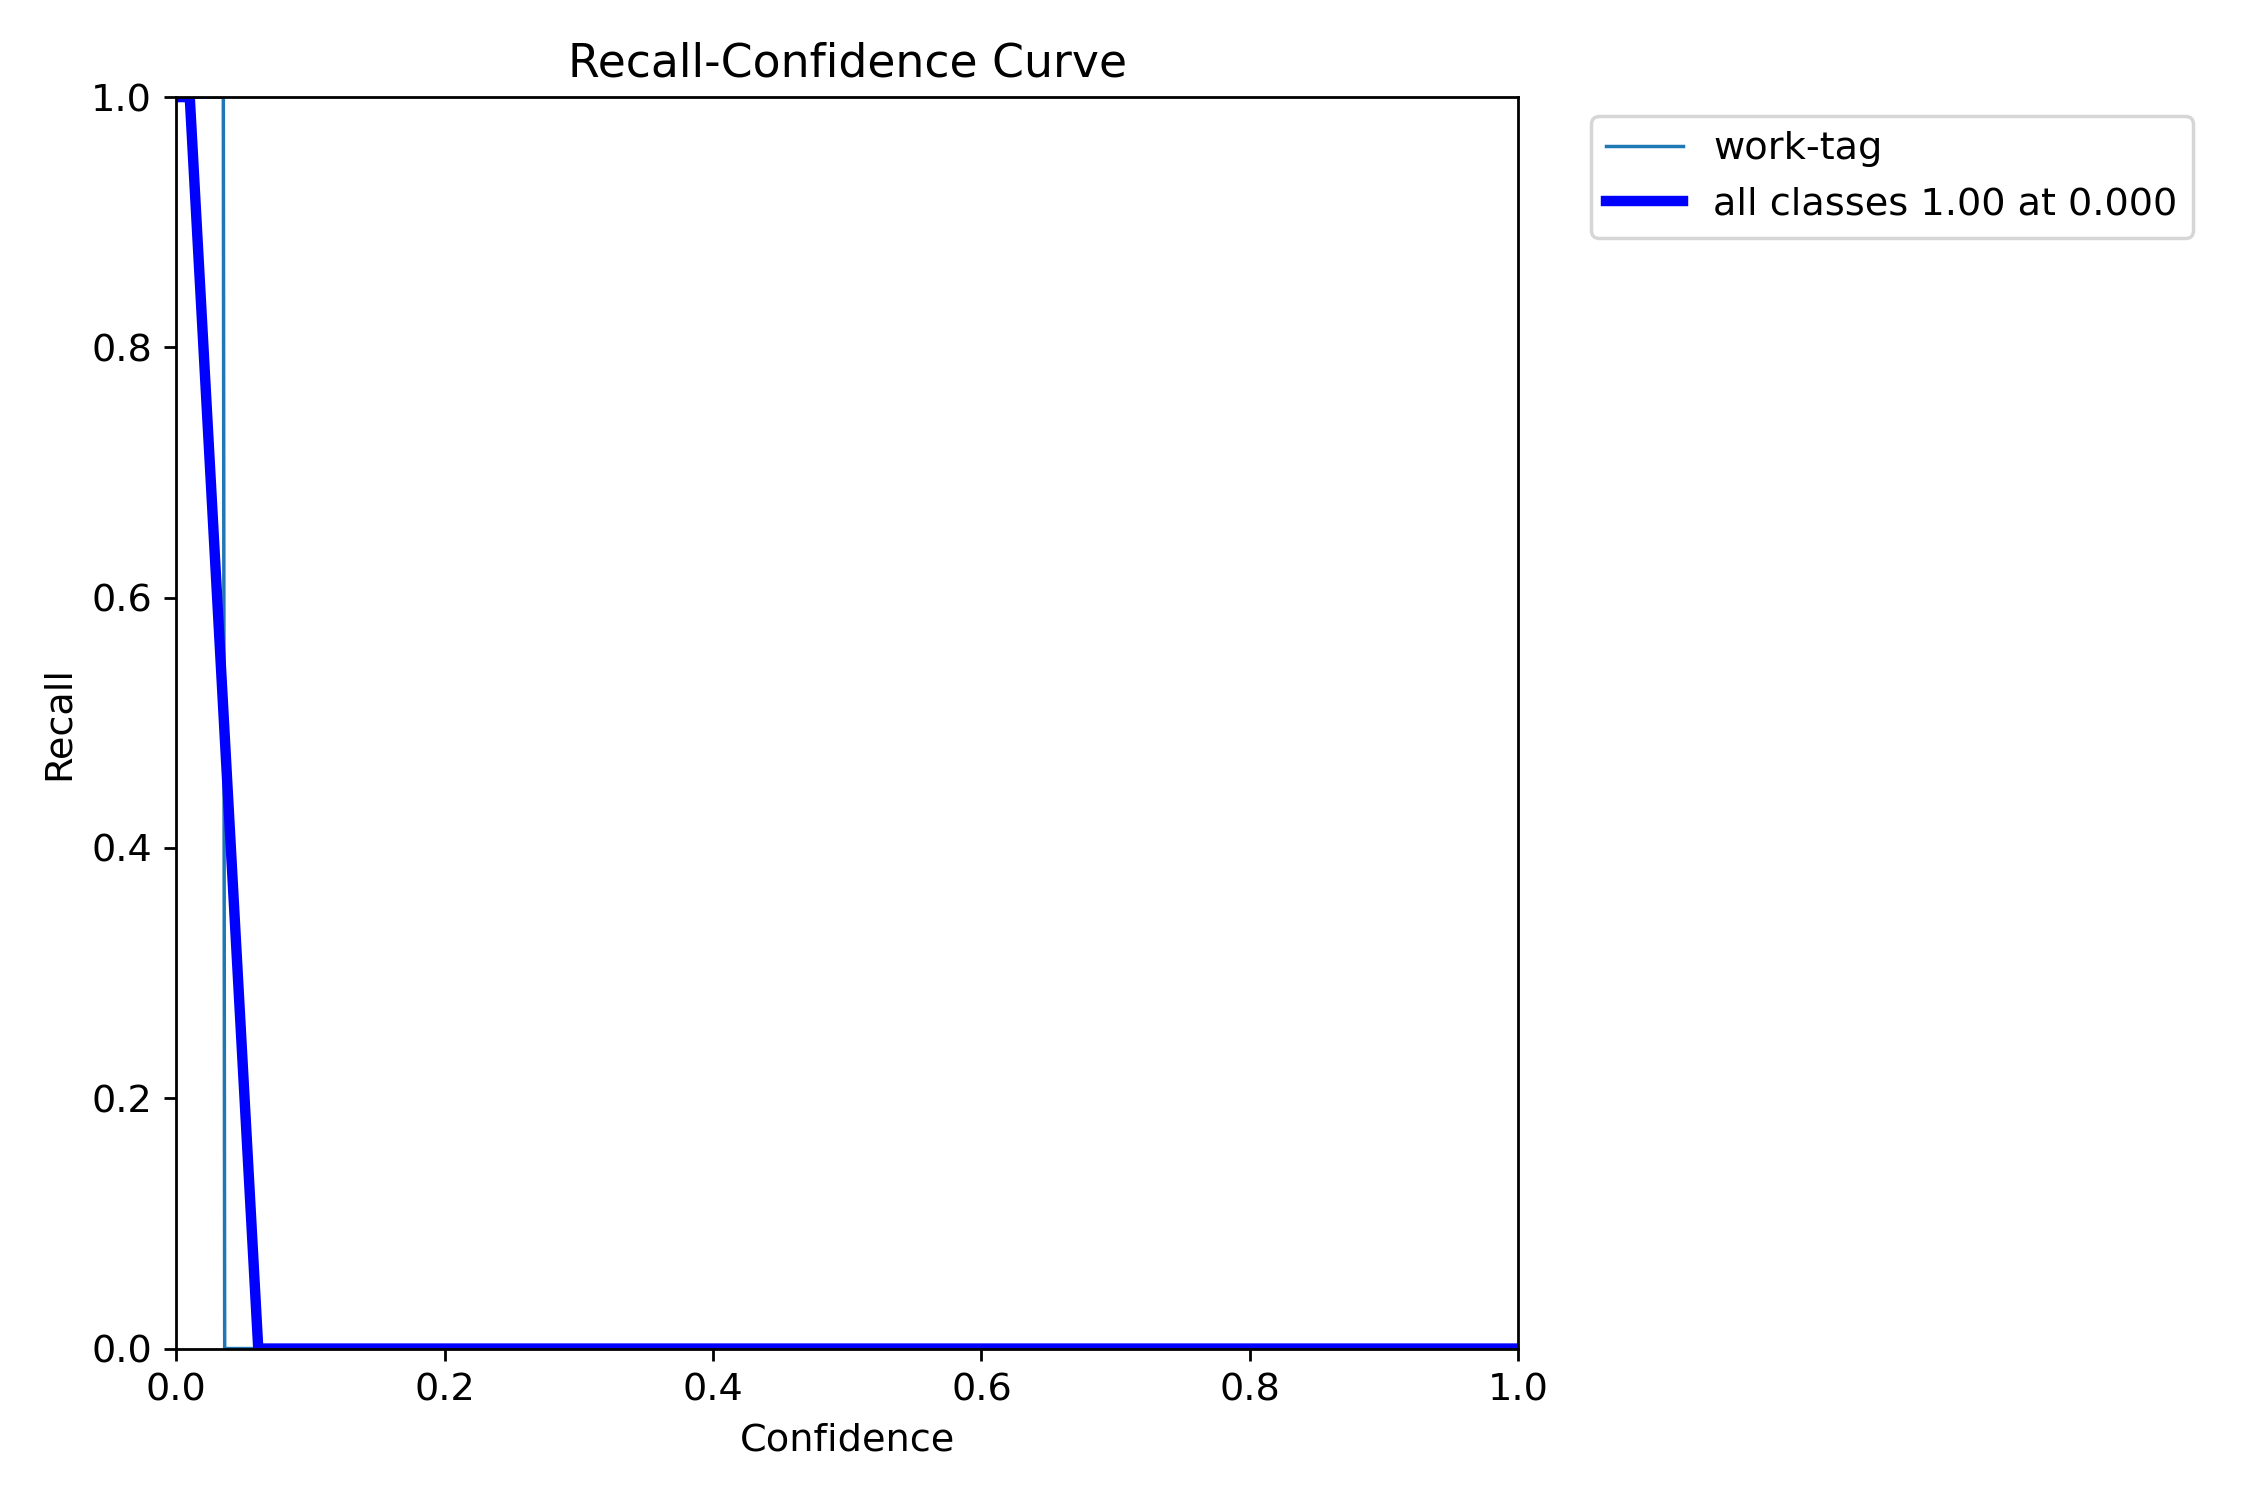 Recall-Confidence Curve
1.0
0.8
0.6
0.4
0.2
0.0
Recall
0.0 0.2 0.4 0.6 0.8 1.0
Confidence
work-tag
all classes 1.00 at 0.000